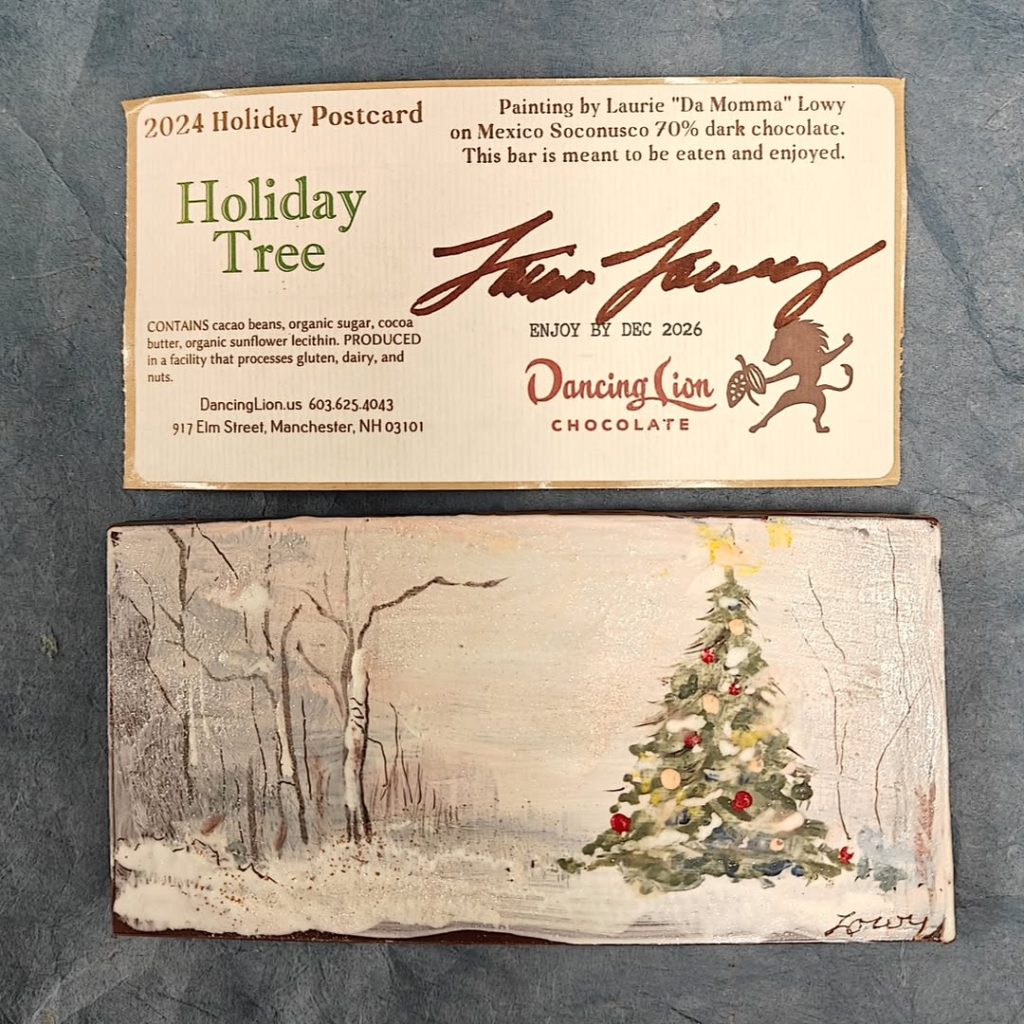 2024 Holiday Postcard
Painting by Laurie "Da Momma" Lowy
on Mexico Soconusco 70% dark chocolate.
This bar is meant to be eaten and enjoyed.
Holiday
Tree
CONTAINS cacao beans, organic sugar, cocoa
butter, organic sunflower lecithin. PRODUCED
in a facility that processes gluten, dairy, and
nuts.
DancingLion.us 603.625.4043
917 Elm Street, Manchester, NH 03101
ENJOY BY DEC 2026
Dancing Lion
CHOCOLATE
Lowy